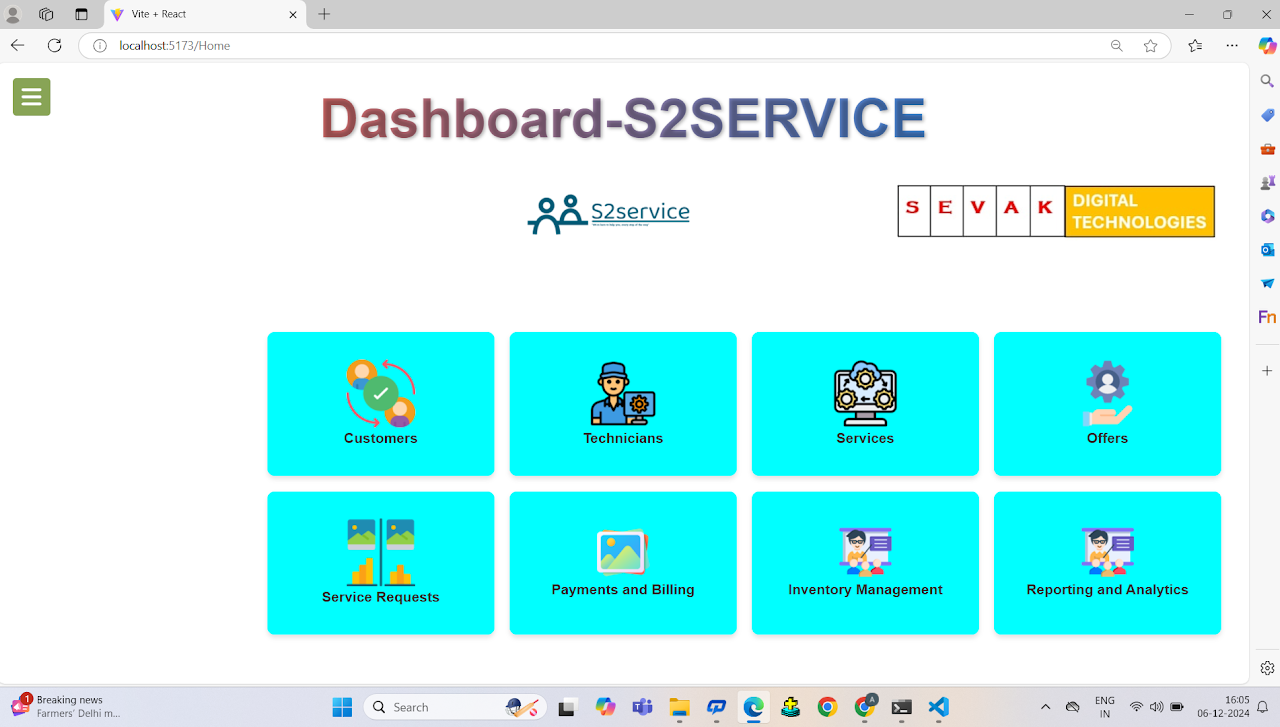 Vite + React
localhost:5173/Home
Dashboard-S2SERVICE
S2service
S E V A K DIGITAL
TECHNOLOGIES
Customers
Technicians
Services
Offers
Service Requests
Payments and Billing
Inventory Management
Reporting and Analytics
1
Breaking news
Farmers' Delhi m...
Search
A
ENG
16:05
06-12-2024
Fn